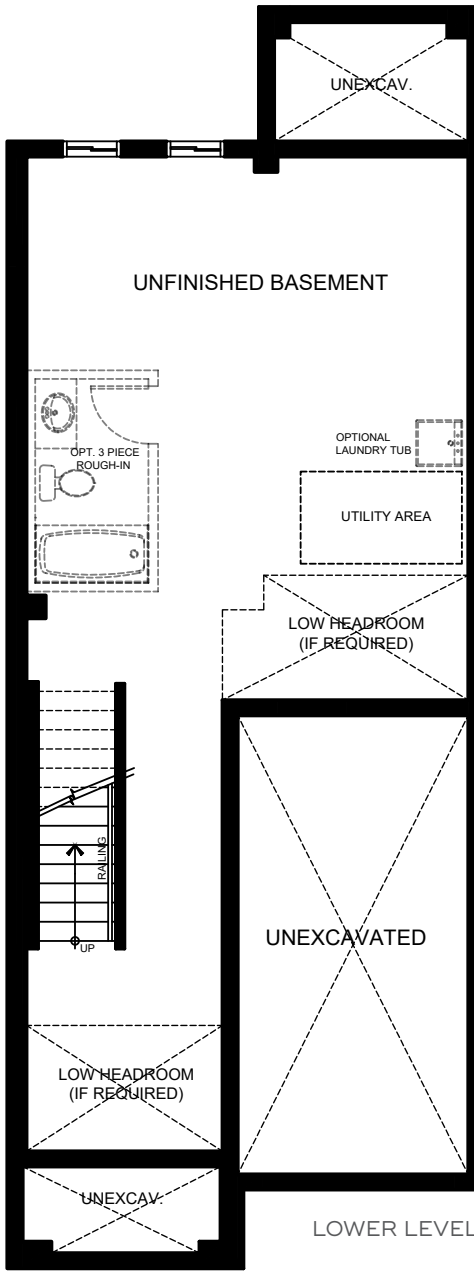 UNEXCAV.
UNFINISHED BASEMENT
OPT. 3 PIECE
ROUGH-IN
OPTIONAL
LAUNDRY TUB
UTILITY AREA
LOW HEADROOM
(IF REQUIRED)
RAILING
UP
UNEXCAVATED
LOW HEADROOM
(IF REQUIRED)
UNEXCAV.
LOWER LEVEL